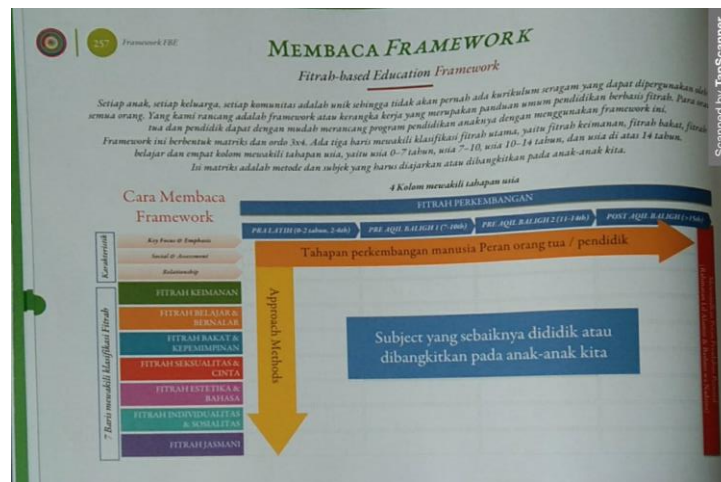 257
Framework FBE
MEMBACA FRAMEWORK
Fitrah-based Education Framework
Setiap anak, setiap keluarga, setiap komunitas adalah unik sehingga tidak akan pernah ada kurikulum seragam yang dapat dipergunakan oleh
semua orang. Yang kami rancang adalah framework atau kerangka kerja yang merupakan panduan umum pendidikan berbasis fitrah. Para orang
tua dan pendidik dapat dengan mudah merancang program pendidikan anaknya dengan menggunakan framework ini.
Framework ini berbentuk matriks dan ordo 3x4. Ada tiga baris mewakili klasifikasi fitrah utama, yaitu fitrah keimanan, fitrah bakat, fitrah
belajar dan empat kolom mewakili tahapan usia, yaitu usia 0–7 tahun, usia 7–10, usia 10–14 tahun, dan usia di atas 14 tahun.
Isi matriks adalah metode dan subjek yang harus diajarkan atau dibangkitkan pada anak-anak kita.
4 Kolom mewakili tahapan usia
Cara Membaca
Framework
FITRAH PERKEMBANGAN
PRA LATIH (0-2 tahun, 2-6th)
PRE AQIL BALIGH 1 (7-10th)
PRE AQIL BALIGH 2 (11-14th)
POST AQIL BALIGH (>15th)
Karakteristik
Key Focus & Emphasis
Social & Assessment
Relationship
Tahapan perkembangan manusia Peran orang tua / pendidik
7 Baris mewakili klasifikasi Fitrah
FITRAH KEIMANAN
FITRAH BELAJAR &
BERNALAR
FITRAH BAKAT &
KEPEMIMPINAN
FITRAH SEKSUALITAS &
CINTA
FITRAH ESTETIKA &
BAHASA
FITRAH INDIVIDUALITAS
& SOSIALITAS
FITRAH JASMANI
Approach Methods
Subject yang sebaiknya dididik atau
dibangkitkan pada anak-anak kita